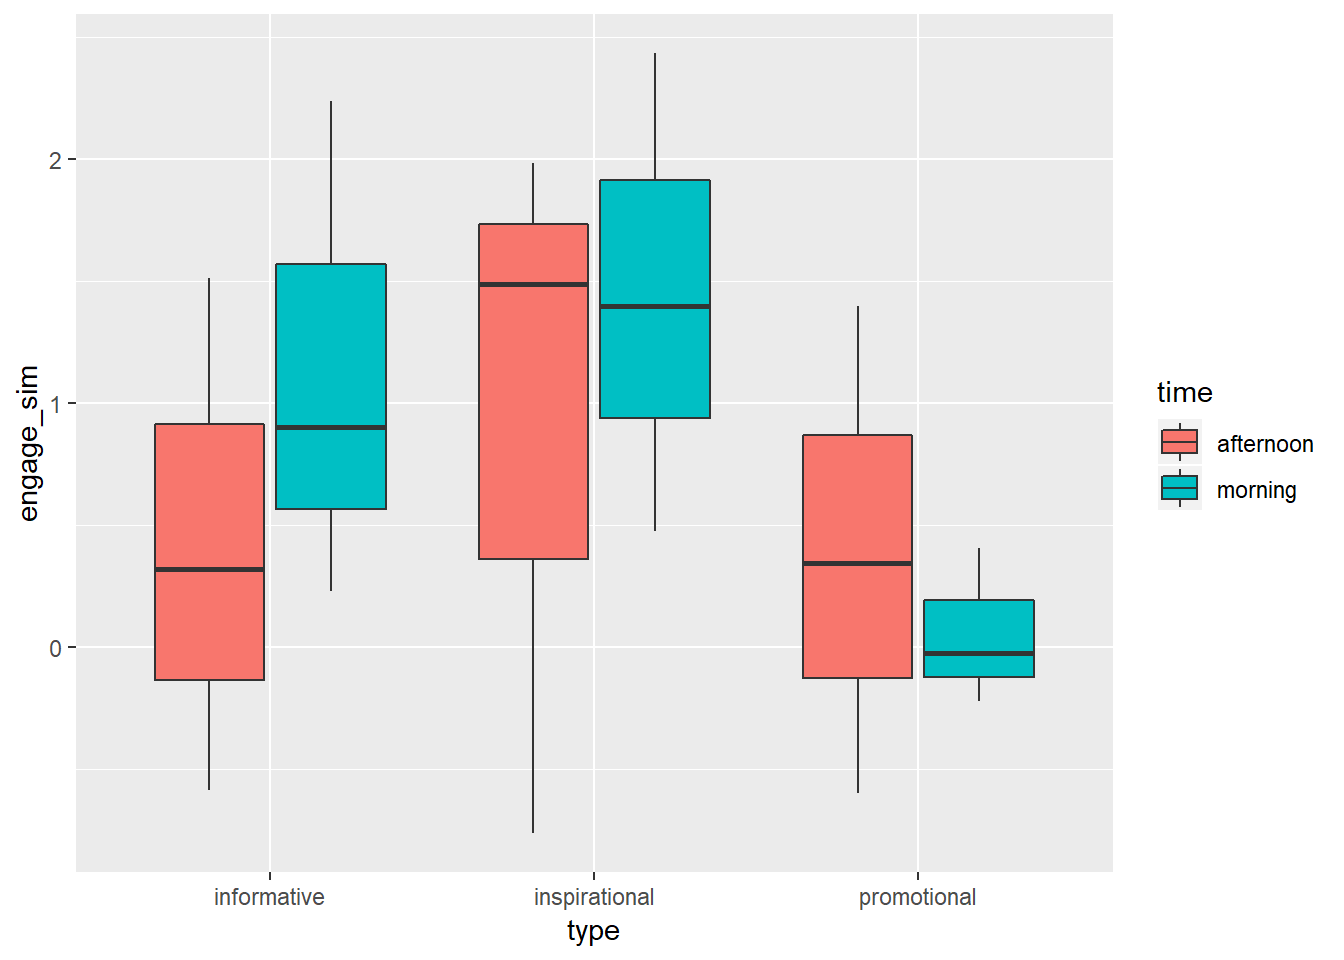 engage_sim
2
1
0
informative inspirational promotional
type
time
afternoon
morning